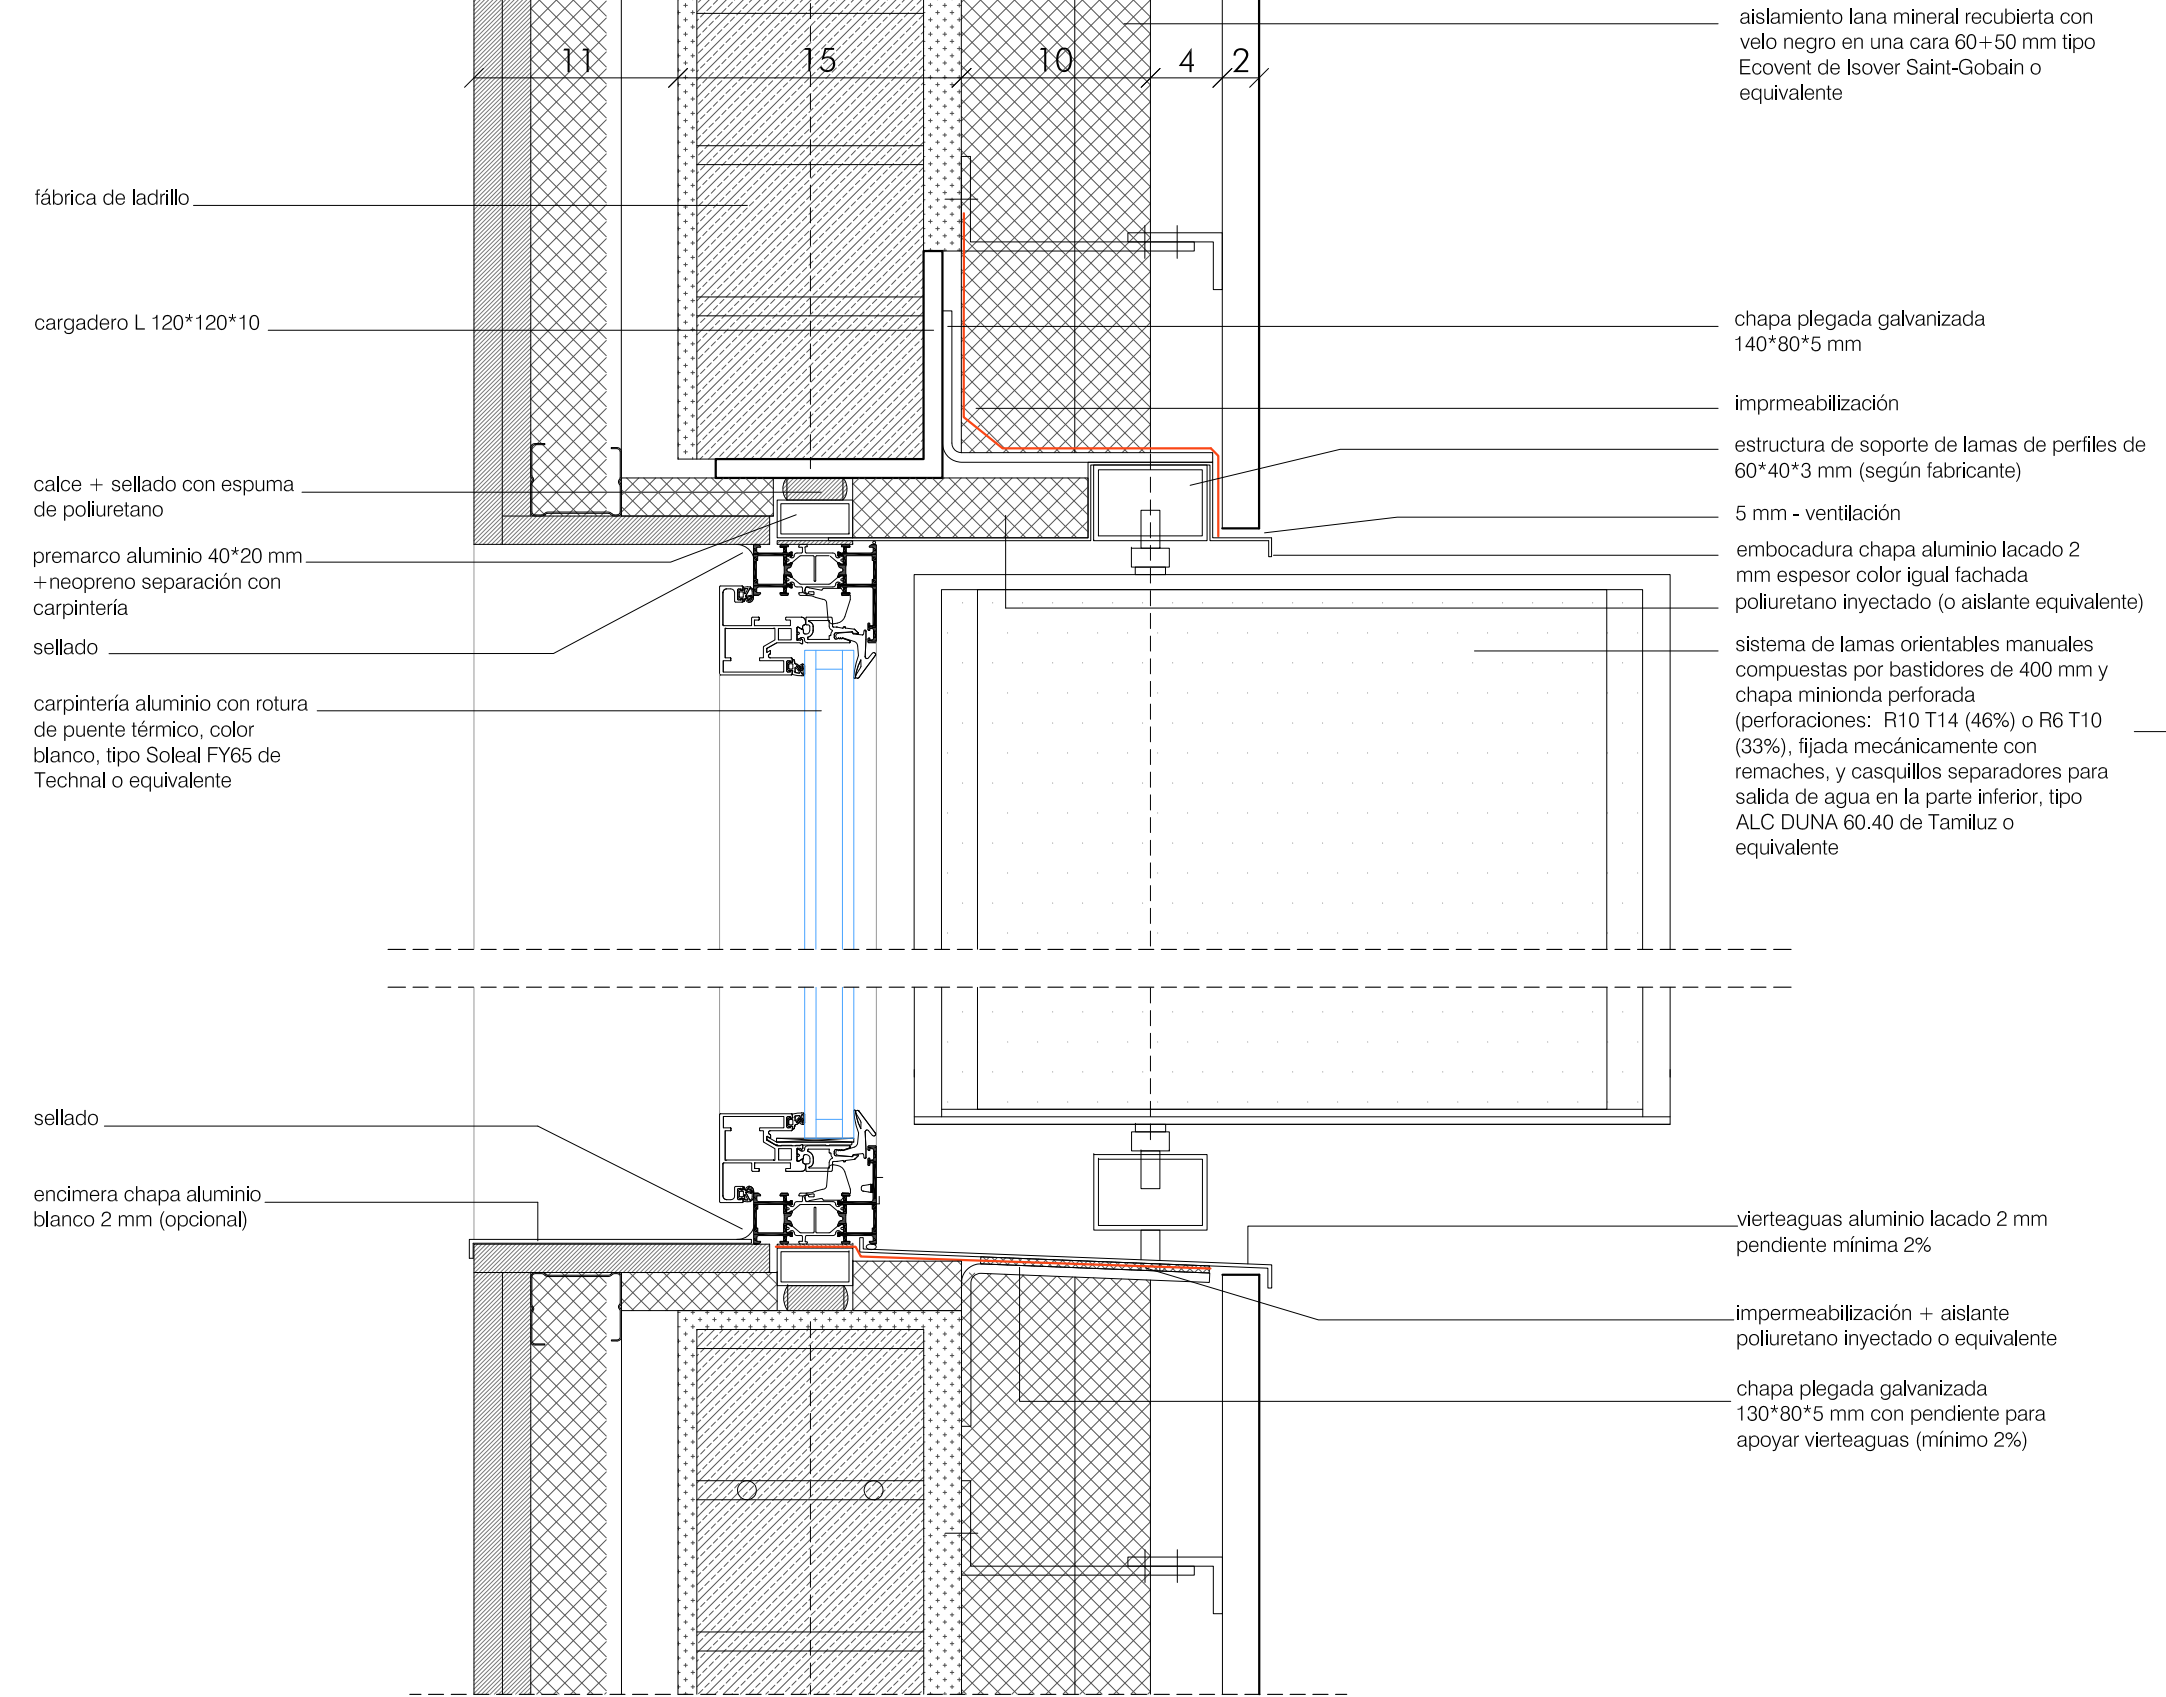 11
15
10
4
2
fábrica de ladrillo
cargadero L 120*120*10
calce + sellado con espuma
de poliuretano
premarco aluminio 40*20 mm
+neopreno separación con
carpintería
sellado
carpintería aluminio con rotura
de puente térmico, color
blanco, tipo Soleal FY65 de
Technal o equivalente
sellado
encimera chapa aluminio
blanco 2 mm (opcional)
aislamiento lana mineral recubierta con
velo negro en una cara 60+50 mm tipo
Ecovent de Isover Saint-Gobain o
equivalente
chapa plegada galvanizada
140*80*5 mm
imprmeabilización
estructura de soporte de lamas de perfiles de
60*40*3 mm (según fabricante)
5 mm - ventilación
embocadura chapa aluminio lacado 2
mm espesor color igual fachada
poliuretano inyectado (o aislante equivalente)
sistema de lamas orientables manuales
compuestas por bastidores de 400 mm y
chapa minionda perforada
(perforaciones: R10 T14 (46%) o R6 T10
(33%), fijada mecánicamente con
remaches, y casquillos separadores para
salida de agua en la parte inferior, tipo
ALC DUNA 60.40 de Tamiluz o
equivalente
vierteaguas aluminio lacado 2 mm
pendiente mínima 2%
impermeabilización + aislante
poliuretano inyectado o equivalente
chapa plegada galvanizada
130*80*5 mm con pendiente para
apoyar vierteaguas (mínimo 2%)